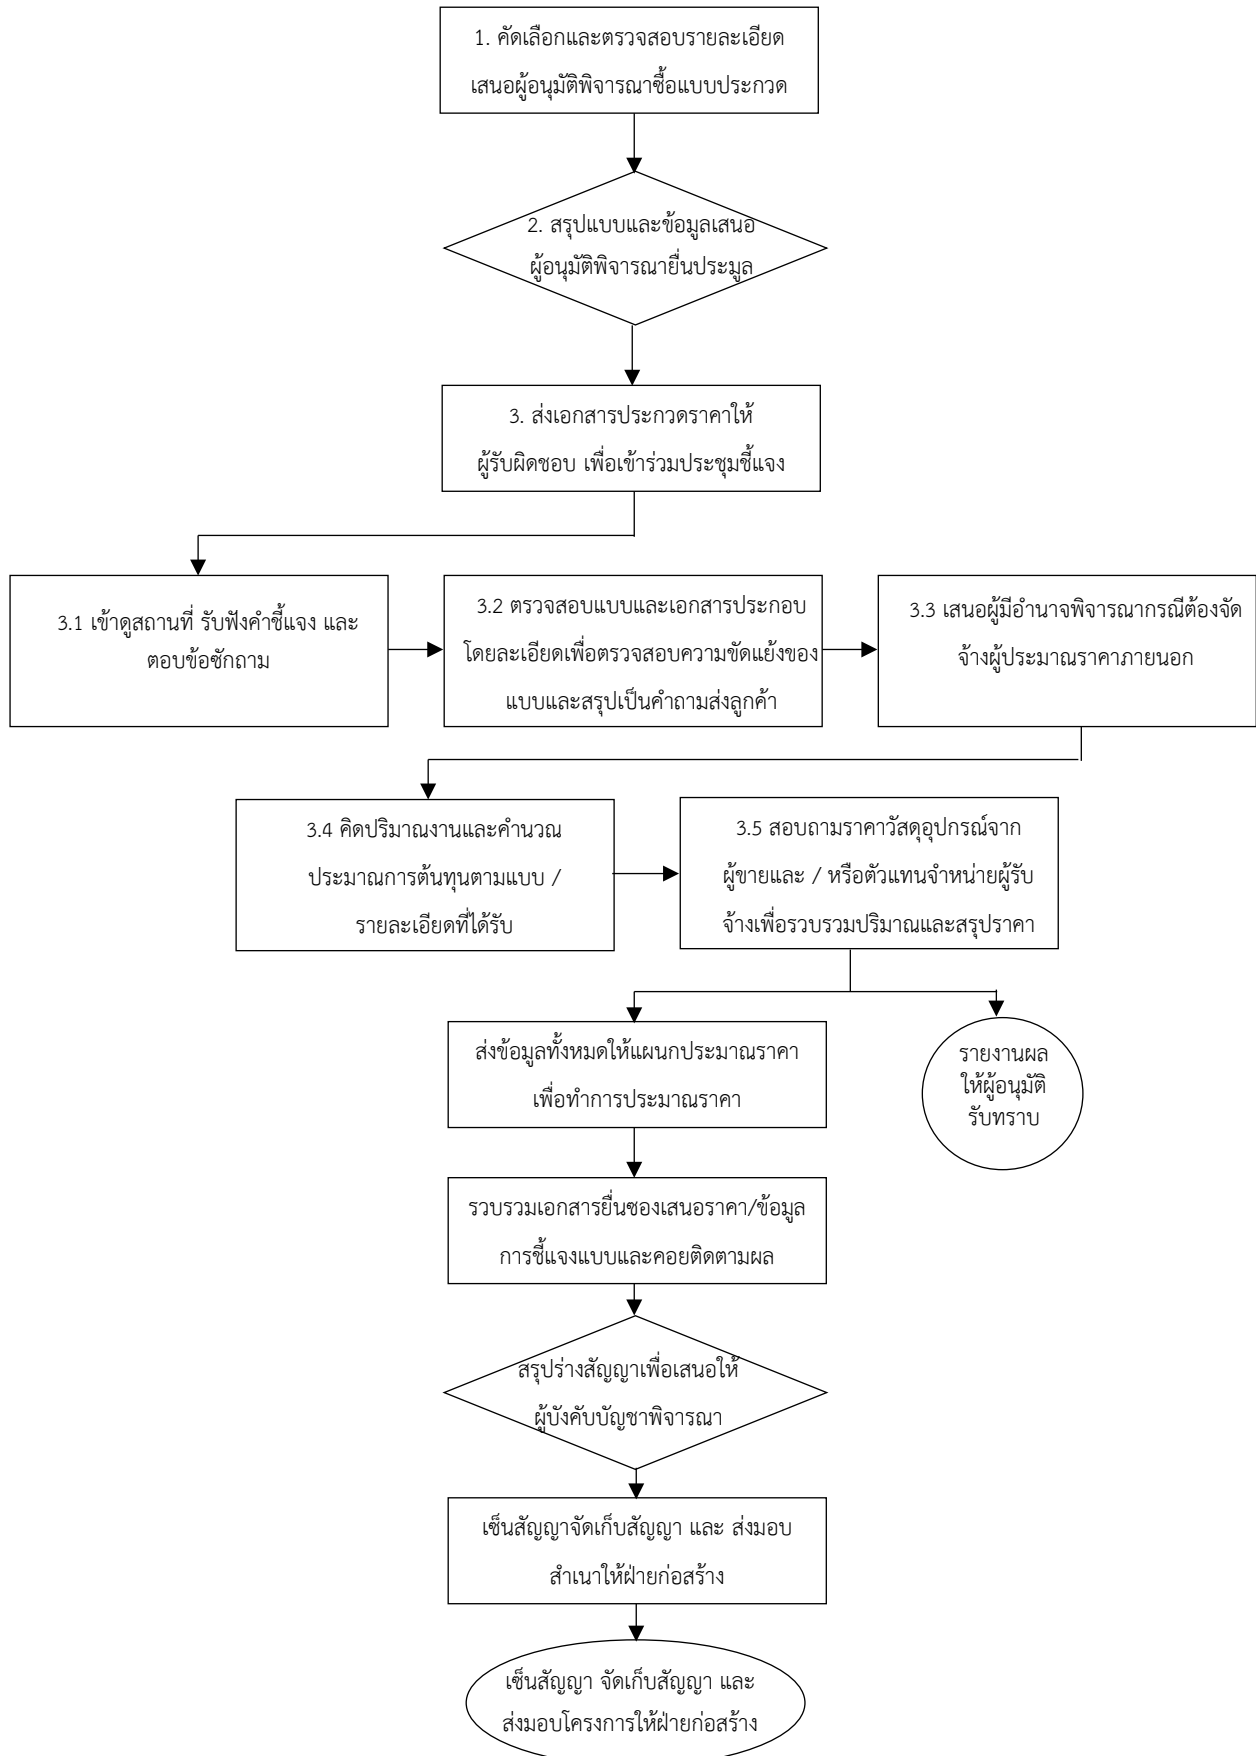 1. คัดเลือกและตรวจสอบรายละเอียด
เสนอผู้อนุมัติพิจารณาซื้อแบบประกวด
2. สรุปแบบและข้อมูลเสนอ
ผู้อนุมัติพิจารณายื่นประมูล
3. ส่งเอกสารประกวดราคาให้
ผู้รับผิดชอบ เพื่อเข้าร่วมประชุมชี้แจง
3.1 เข้าดูสถานที่ รับฟังคำชี้แจง และ
ตอบข้อซักถาม
3.2 ตรวจสอบแบบและเอกสารประกอบ
โดยละเอียดเพื่อตรวจสอบความขัดแย้งของ
แบบและสรุปเป็นคำถามส่งลูกค้า
3.3 เสนอผู้มีอำนาจพิจารณากรณีต้องจัด
จ้างผู้ประมาณราคาภายนอก
3.4 คิดปริมาณงานและคำนวณ
ประมาณการต้นทุนตามแบบ /
รายละเอียดที่ได้รับ
3.5 สอบถามราคาวัสดุอุปกรณ์จาก
ผู้ขายและ / หรือตัวแทนจำหน่ายผู้รับ
จ้างเพื่อรวบรวมปริมาณและสรุปราคา
ส่งข้อมูลทั้งหมดให้แผนกประมาณราคา
เพื่อทำการประมาณราคา
รายงานผล
ให้ผู้อนุมัติ
รับทราบ
รวบรวมเอกสารยื่นซองเสนอราคา/ข้อมูล
การชี้แจงแบบและคอยติดตามผล
สรุปร่างสัญญาเพื่อเสนอให้
ผู้บังคับบัญชาพิจารณา
เซ็นสัญญาจัดเก็บสัญญา และ ส่งมอบ
สำเนาให้ฝ่ายก่อสร้าง
เซ็นสัญญา จัดเก็บสัญญา และ
ส่งมอบโครงการให้ฝ่ายก่อสร้าง